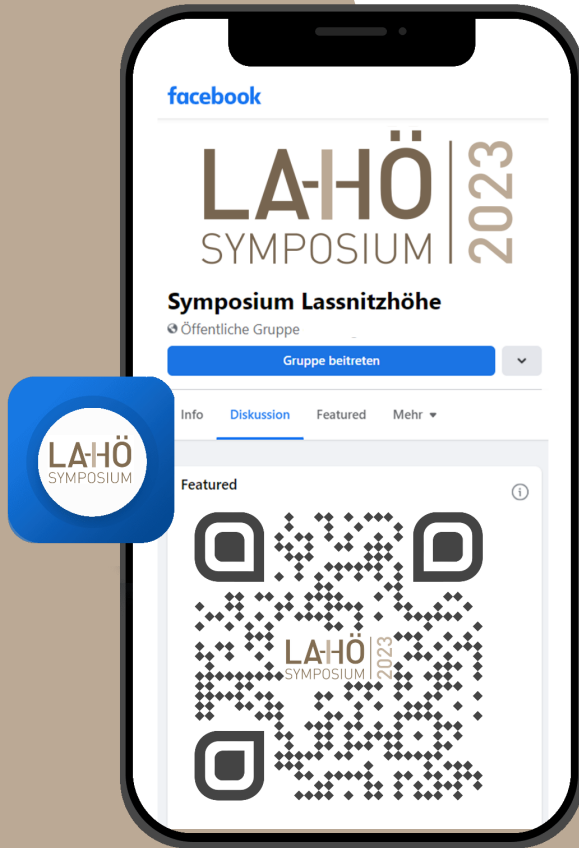 facebook
LA-HÖ
SYMPOSIUM
2023
Symposium Lassnitzhöhe
Öffentliche Gruppe
Gruppe beitreten
Info Diskussion Featured Mehr
LA-HÖ
SYMPOSIUM
Featured
LA-HÖ
SYMPOSIUM
2023